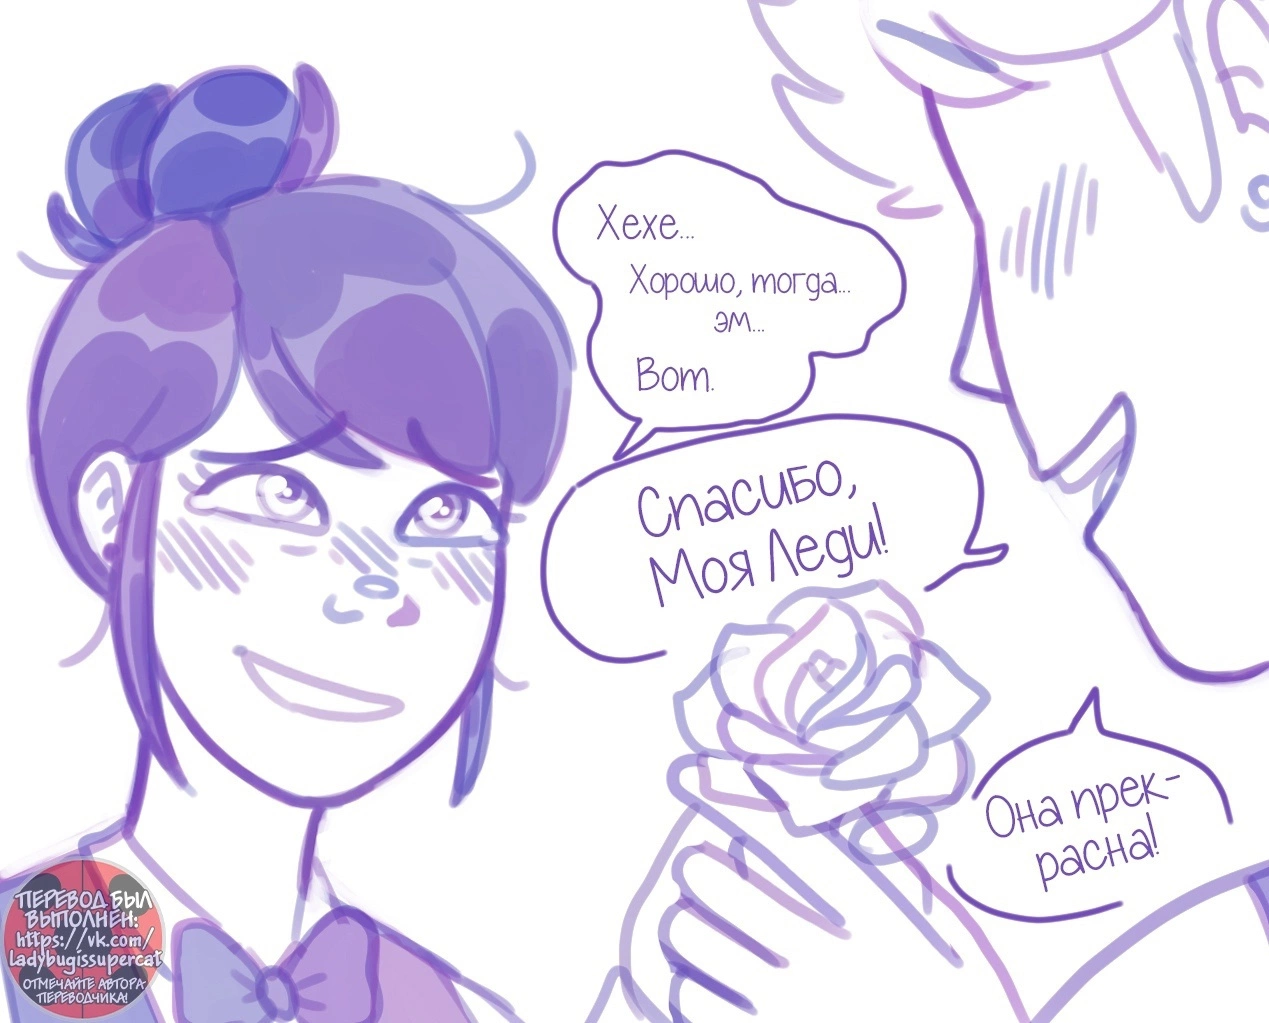 Хехе...
Хорошо, тогда...
эм...
Вот.
Спасибо,
Моя Леди!
Она прек-
расна!
ПЕРЕВОД БЫЛ
ВЫПОЛНЕН:
https://vk.com/
ladybugissupercat
ОТМЕЧАЙТЕ АВТОРА
ПЕРЕВОДЧИКА!